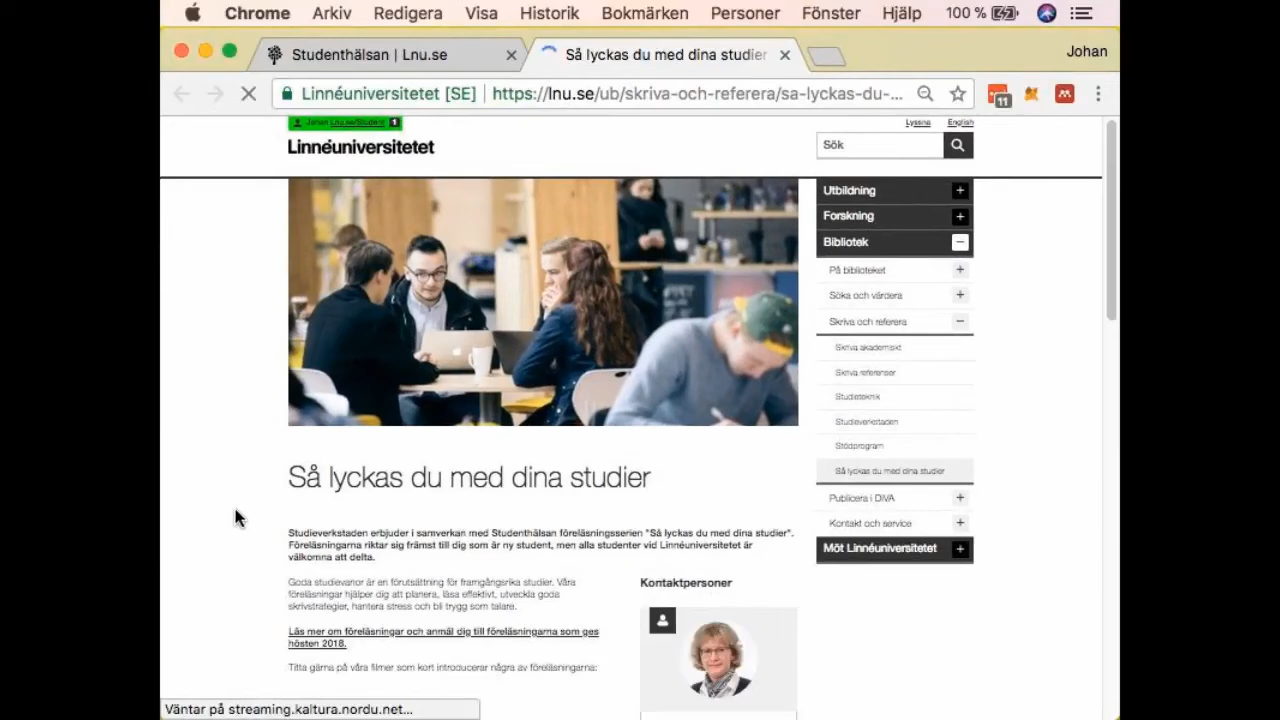 Chrome Arkiv Redigera Visa Historik Bokmärken Personer Fönster Hjälp 100 %
Studenthälsan | Lnu.se
Så lyckas du med dina studier
Johan
Linnéuniversitetet [SE] https://lnu.se/ub/skriva-och-referera/sa-lyckas-du-...
11
Johan Lnu.se/Student 1
Lyssna English
Linnéuniversitetet
Sök
Utbildning +
Forskning +
Bibliotek −
På biblioteket +
Söka och värdera +
Skriva och referera −
Skriva akademiskt
Skriva referenser
Studieteknik
Studieverkstaden
Stödprogram
Så lyckas du med dina studier
Publicera i DIVA +
Kontakt och service +
Möt Linnéuniversitetet +
Så lyckas du med dina studier
Studieverkstaden erbjuder i samverkan med Studenthälsan föreläsningsserien "Så lyckas du med dina studier".
Föreläsningarna riktar sig främst till dig som är ny student, men alla studenter vid Linnéuniversitetet är
välkomna att delta.
Goda studievanor är en förutsättning för framgångsrika studier. Våra
föreläsningar hjälper dig att planera, läsa effektivt, utveckla goda
skrivstrategier, hantera stress och bli trygg som talare.
Läs mer om föreläsningar och anmäl dig till föreläsningarna som ges
hösten 2018.
Titta gärna på våra filmer som kort introducerar några av föreläsningarna:
Kontaktpersoner
Väntar på streaming.kaltura.nordu.net...